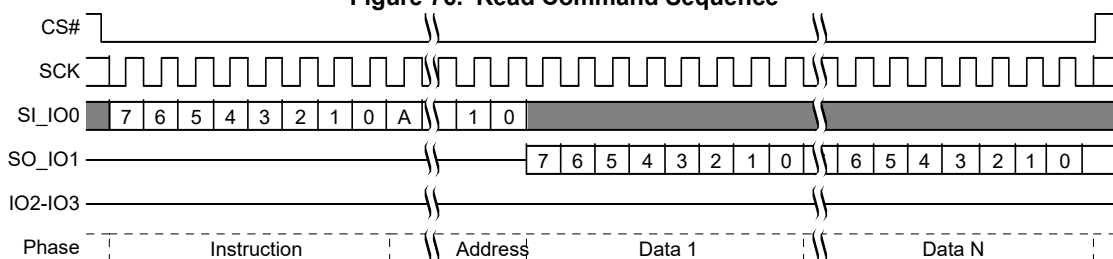 Figure 76. Read Command Sequence
CS#
SCK
SI_IO0 7 6 5 4 3 2 1 0 A 1 0
SO_IO1 7 6 5 4 3 2 1 0 6 5 4 3 2 1 0
IO2-IO3
Phase Instruction Address Data 1 Data N